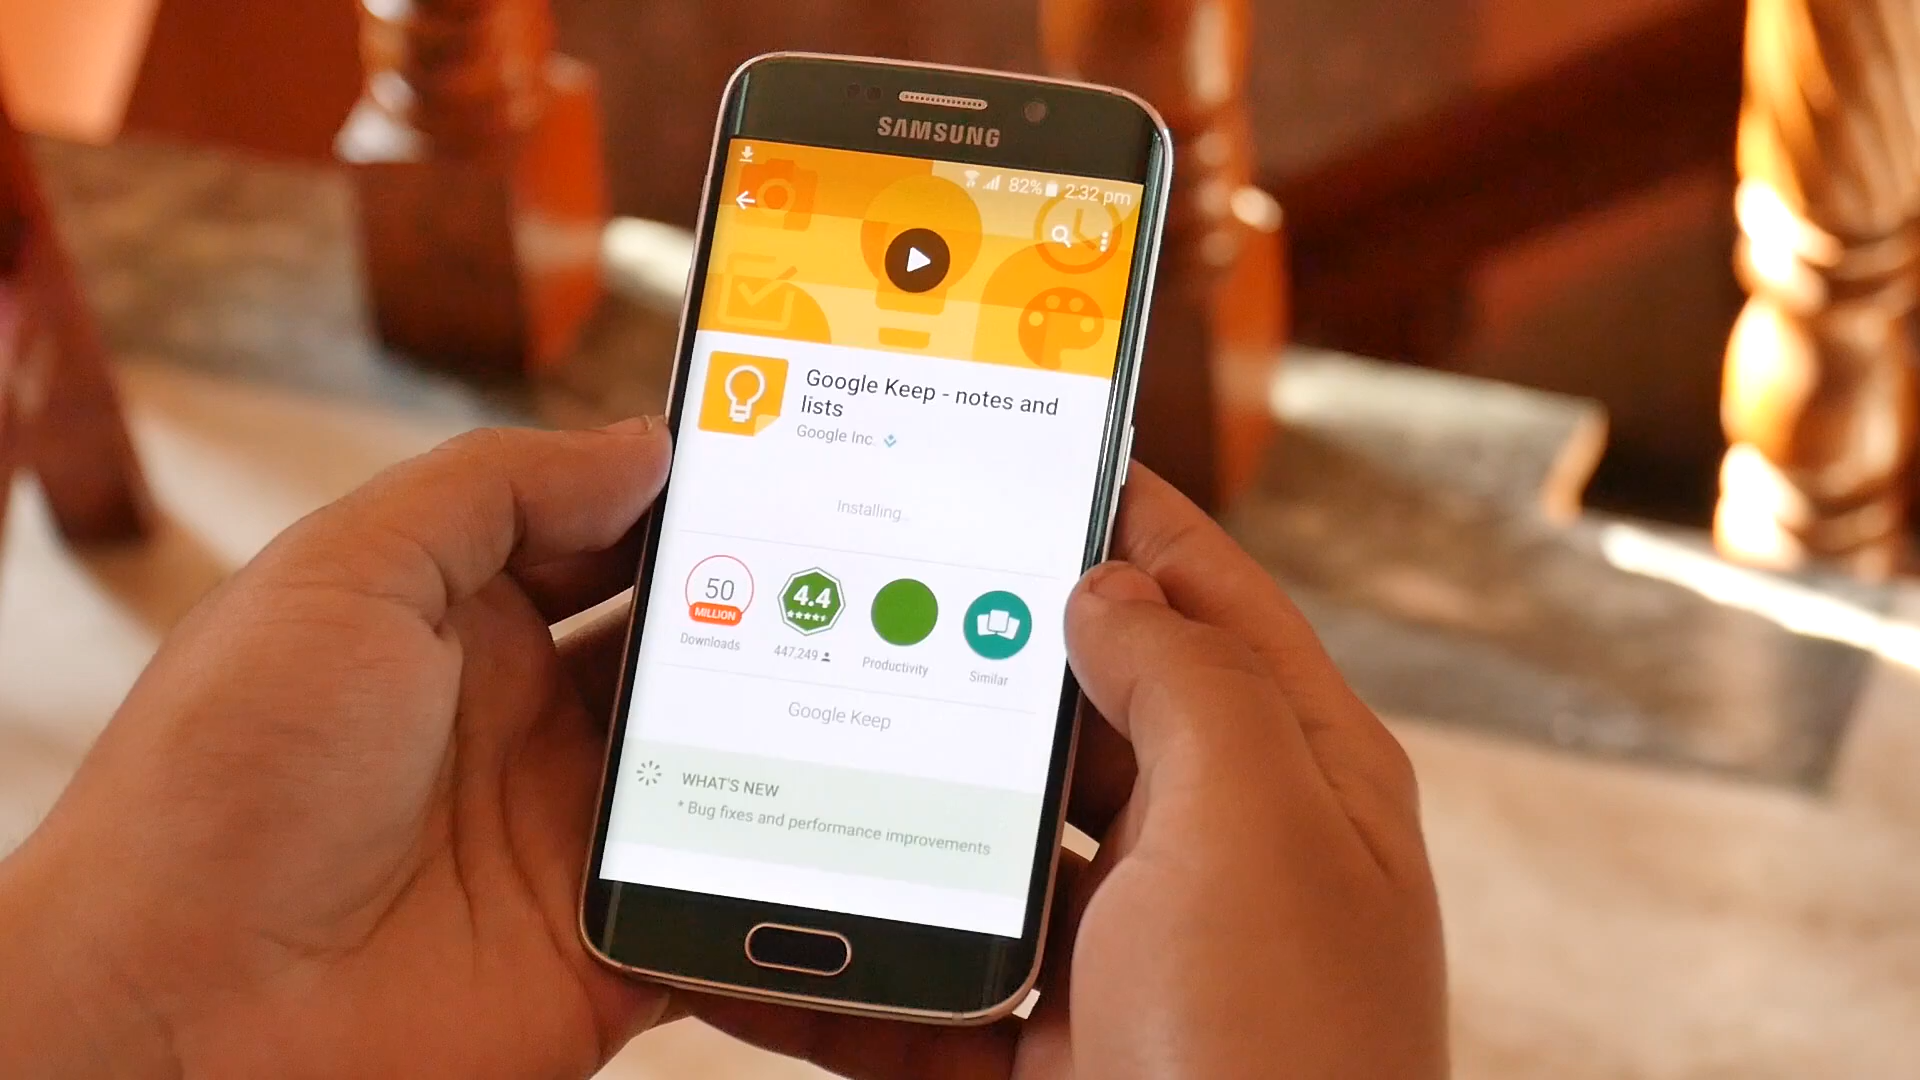 SAMSUNG
82% 2:32 pm
Google Keep - notes and
lists
Google Inc.
Installing..
50
MILLION
Downloads
4.4
447,249
Productivity
Similar
Google Keep
WHAT'S NEW
* Bug fixes and performance improvements